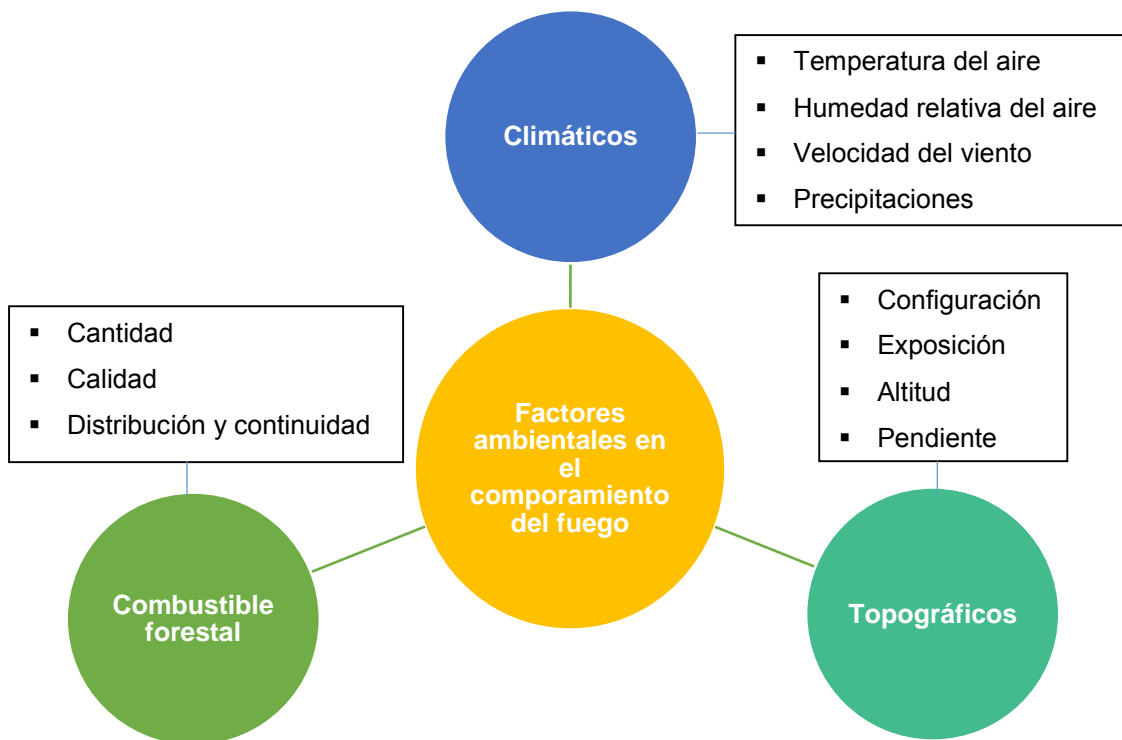 Climáticos
▪ Temperatura del aire
▪ Humedad relativa del aire
▪ Velocidad del viento
▪ Precipitaciones
▪ Cantidad
▪ Calidad
▪ Distribución y continuidad
▪ Configuración
▪ Exposición
▪ Altitud
▪ Pendiente
Factores
ambientales en
el
comporamiento
del fuego
Combustible
forestal
Topográficos